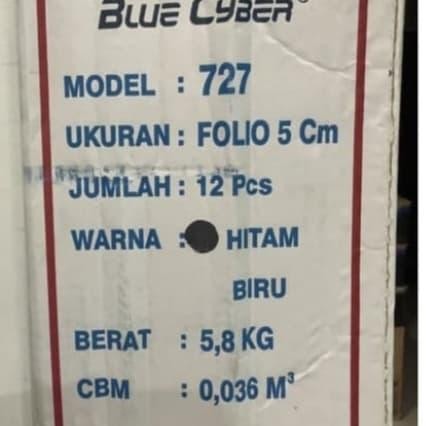 BLUE CYBER®
MODEL : 727
UKURAN : FOLIO 5 Cm
JUMLAH : 12 Pcs
WARNA : HITAM
BIRU
BERAT : 5,8 KG
CBM : 0,036 M³